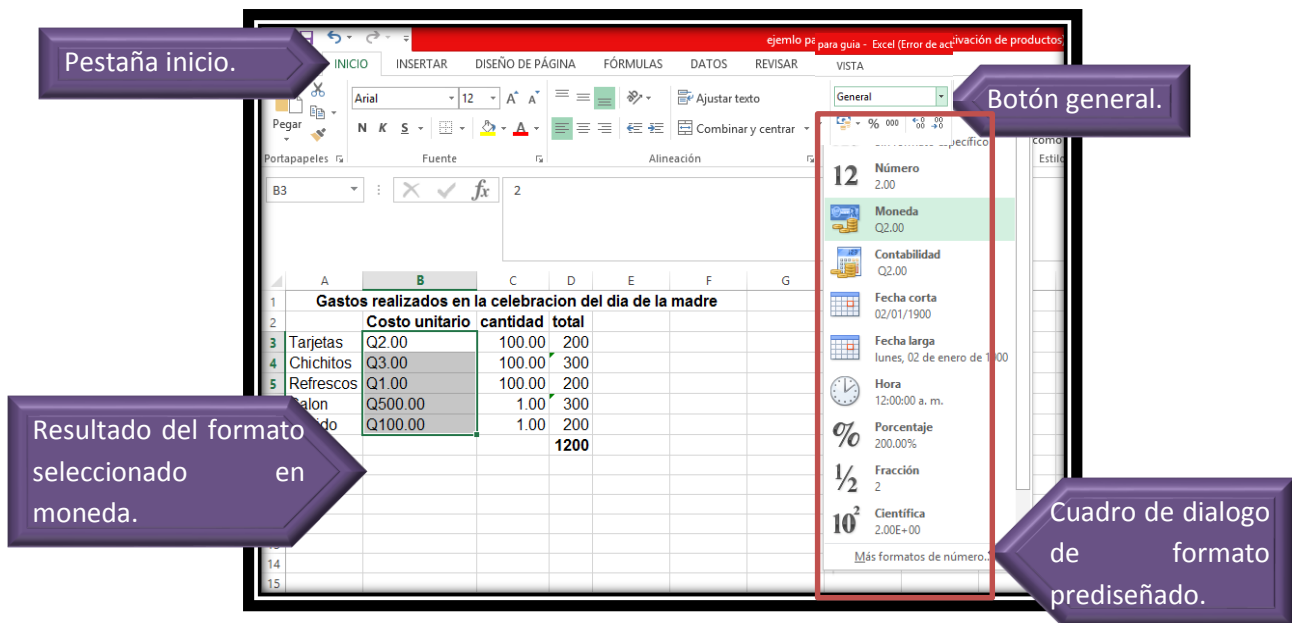 ejemlo pa para guia - Excel (Error de act ivación de productos)
Pestaña inicio.
INICIO INSERTAR DISEÑO DE PÁGINA FÓRMULAS DATOS REVISAR VISTA
Botón general.
Arial 12 A A Ajustar texto General
Pegar N K S A Combinar y centrar % 000
Portapapeles Fuente Alineación Estilo
B3 fx 2
Número
2.00
Moneda
Q2.00
Contabilidad
Q2.00
Fecha corta
02/01/1900
Fecha larga
lunes, 02 de enero de 1900
Hora
12:00:00 a. m.
Porcentaje
200.00%
Fracción
2
Científica
2.00E+00
Más formatos de número...
A B C D E F G
1 Gastos realizados en la celebracion del dia de la madre
2 Costo unitario cantidad total
3 Tarjetas Q2.00 100.00 200
4 Chichitos Q3.00 100.00 300
5 Refrescos Q1.00 100.00 200
Q500.00 1.00 300
Q100.00 1.00 200
1200
14
15
Resultado del formato
seleccionado en
moneda.
Cuadro de dialogo
de formato
prediseñado.